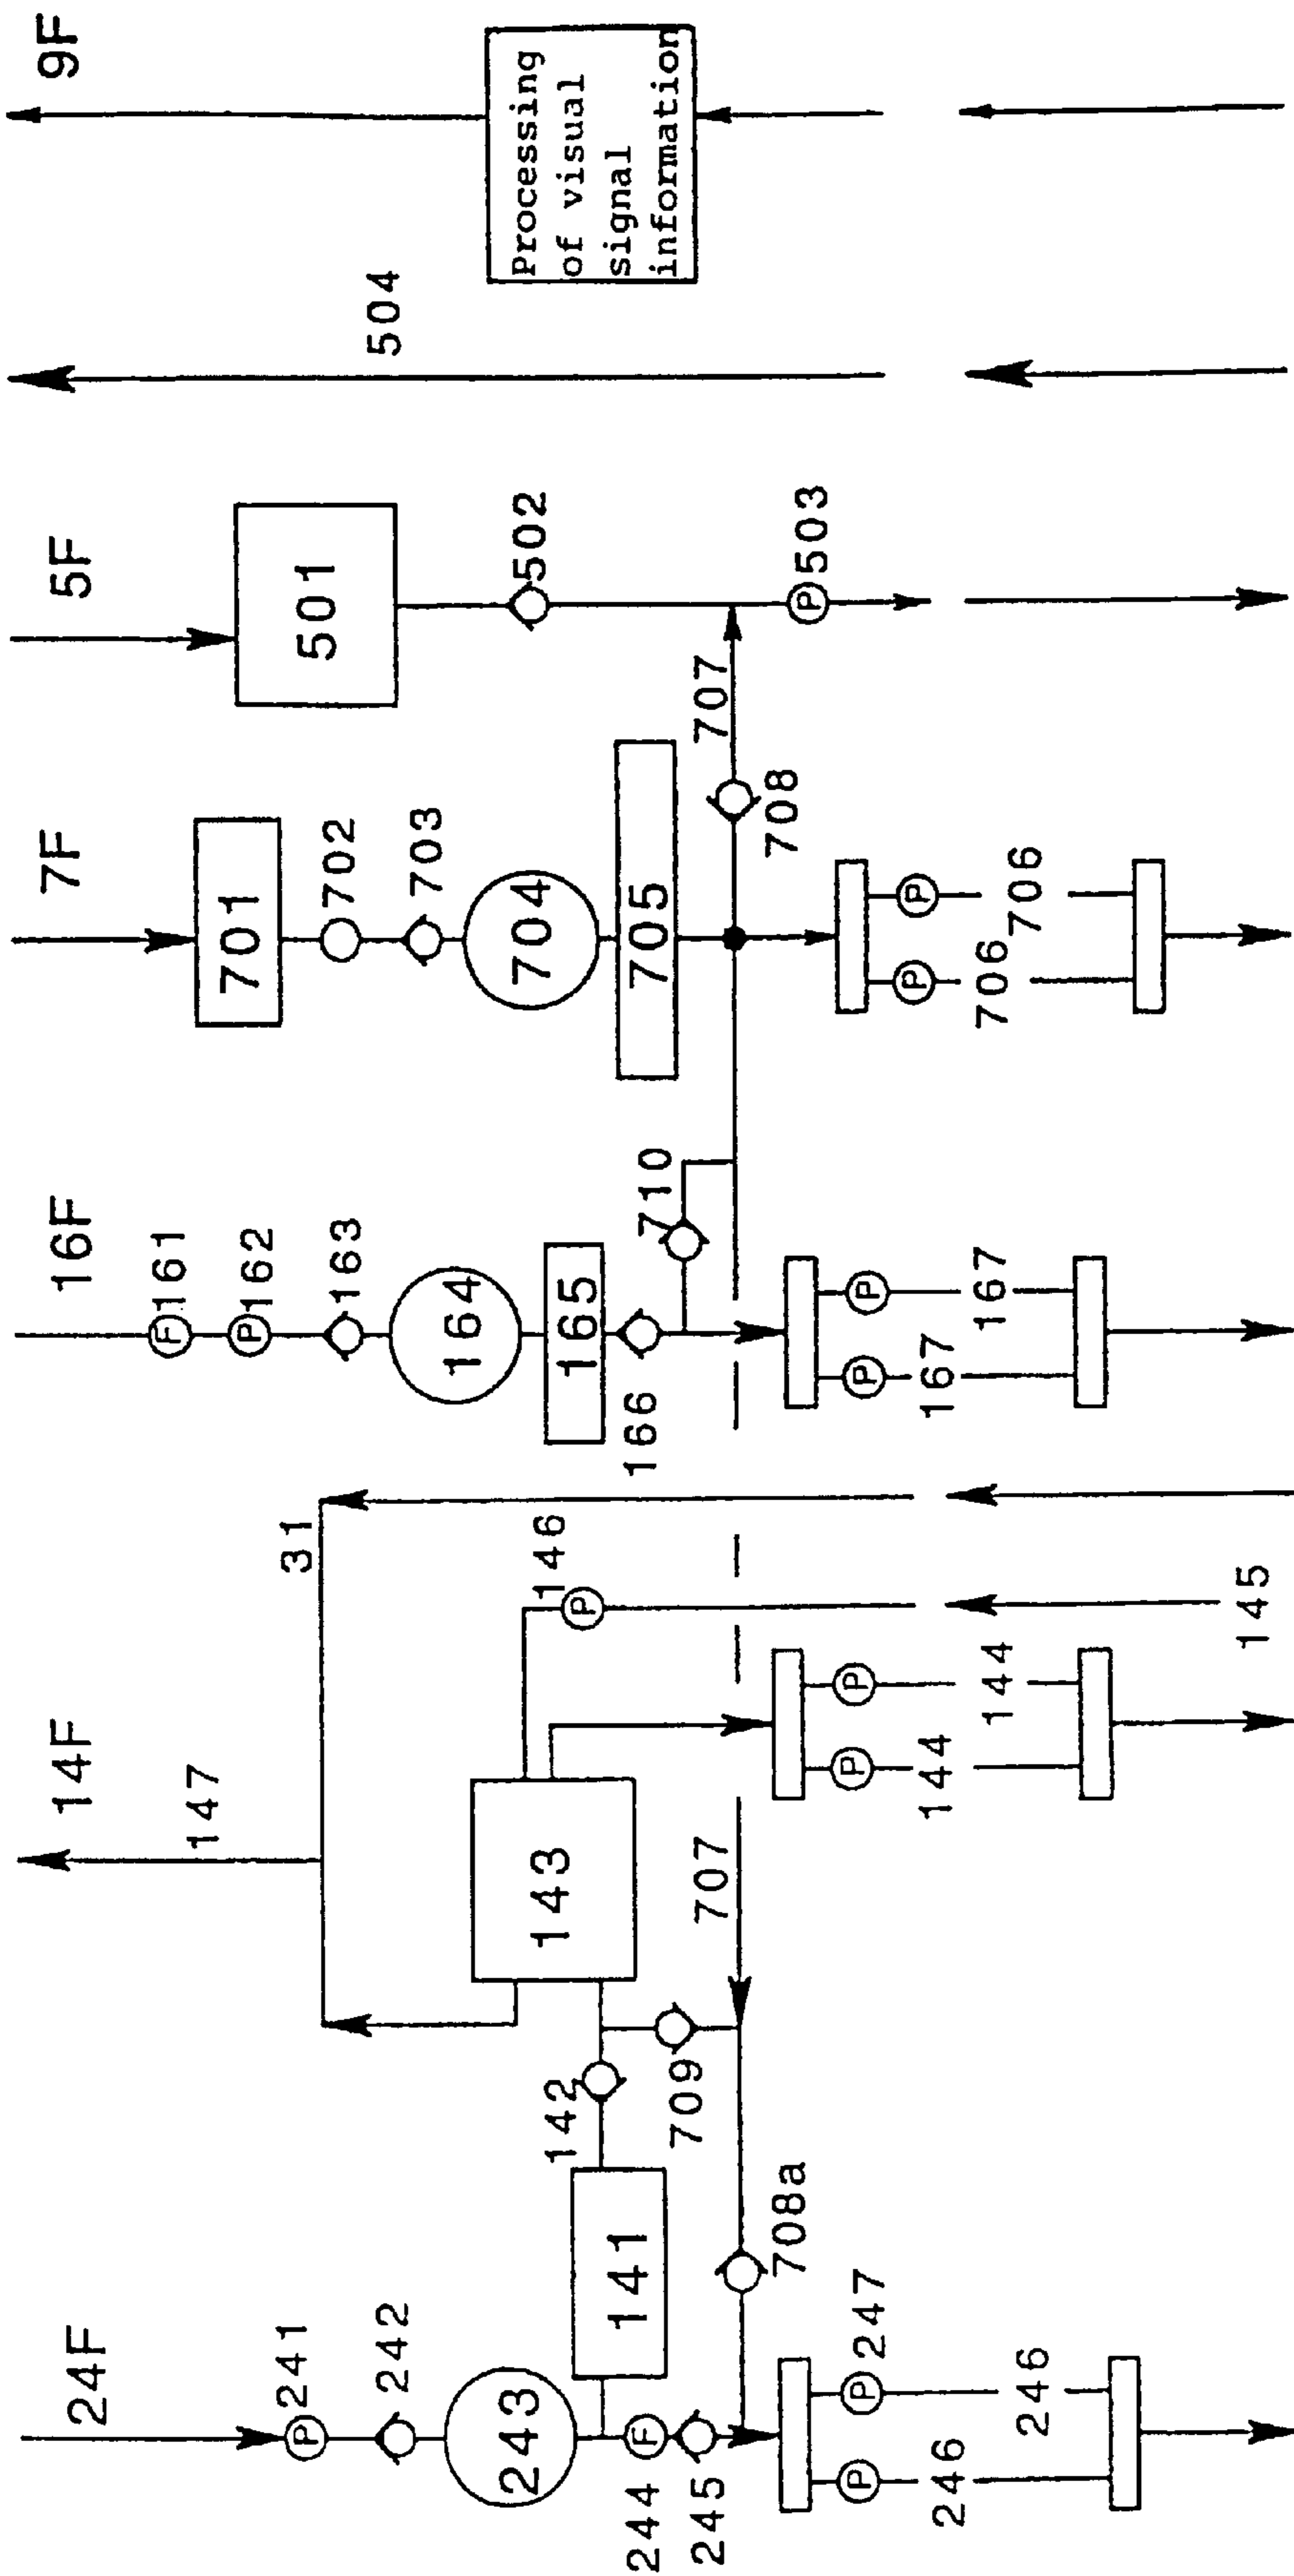 24F
P 241
242
243
F 244
245
P P 247
246 246
14F
147
31
141
142
143
P 146
709
707
708a
P P
144 144
145
16F
F 161
P 162
163
164
165
166
710
P P
167 167
7F
701
702
703
704
705
707
708
P P
706 706
5F
501
502
P 503
504
9F
Processing
of visual
signal
information